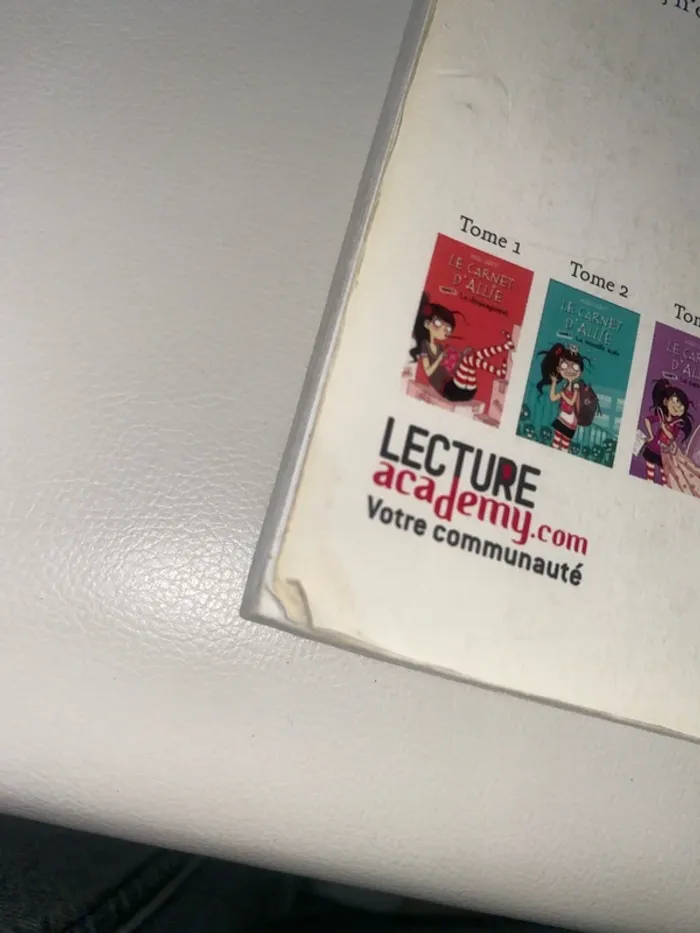 Tome 1
LE CARNET
D'ALLIE
Tome 2
LE CARNET
D'ALLIE
LECTURE
academy.com
Votre communauté